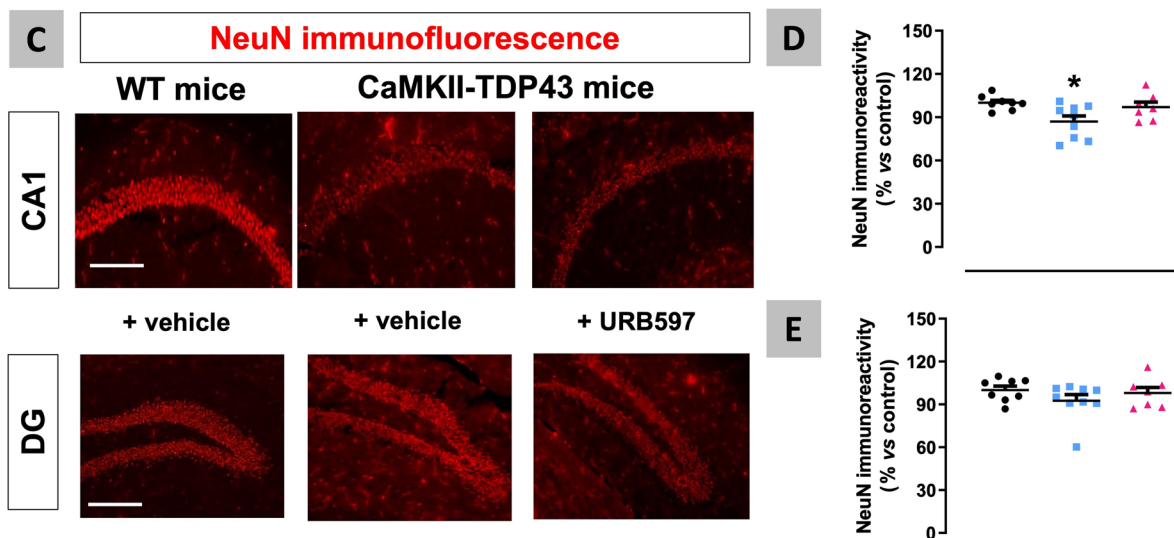 C
NeuN immunofluorescence
WT mice
CaMKII-TDP43 mice
CA1
+ vehicle
+ vehicle
+ URB597
DG
D
NeuN immunoreactivity
(% vs control)
150
120
90
60
30
0
*
E
NeuN immunoreactivity
(% vs control)
150
120
90
60
30
0